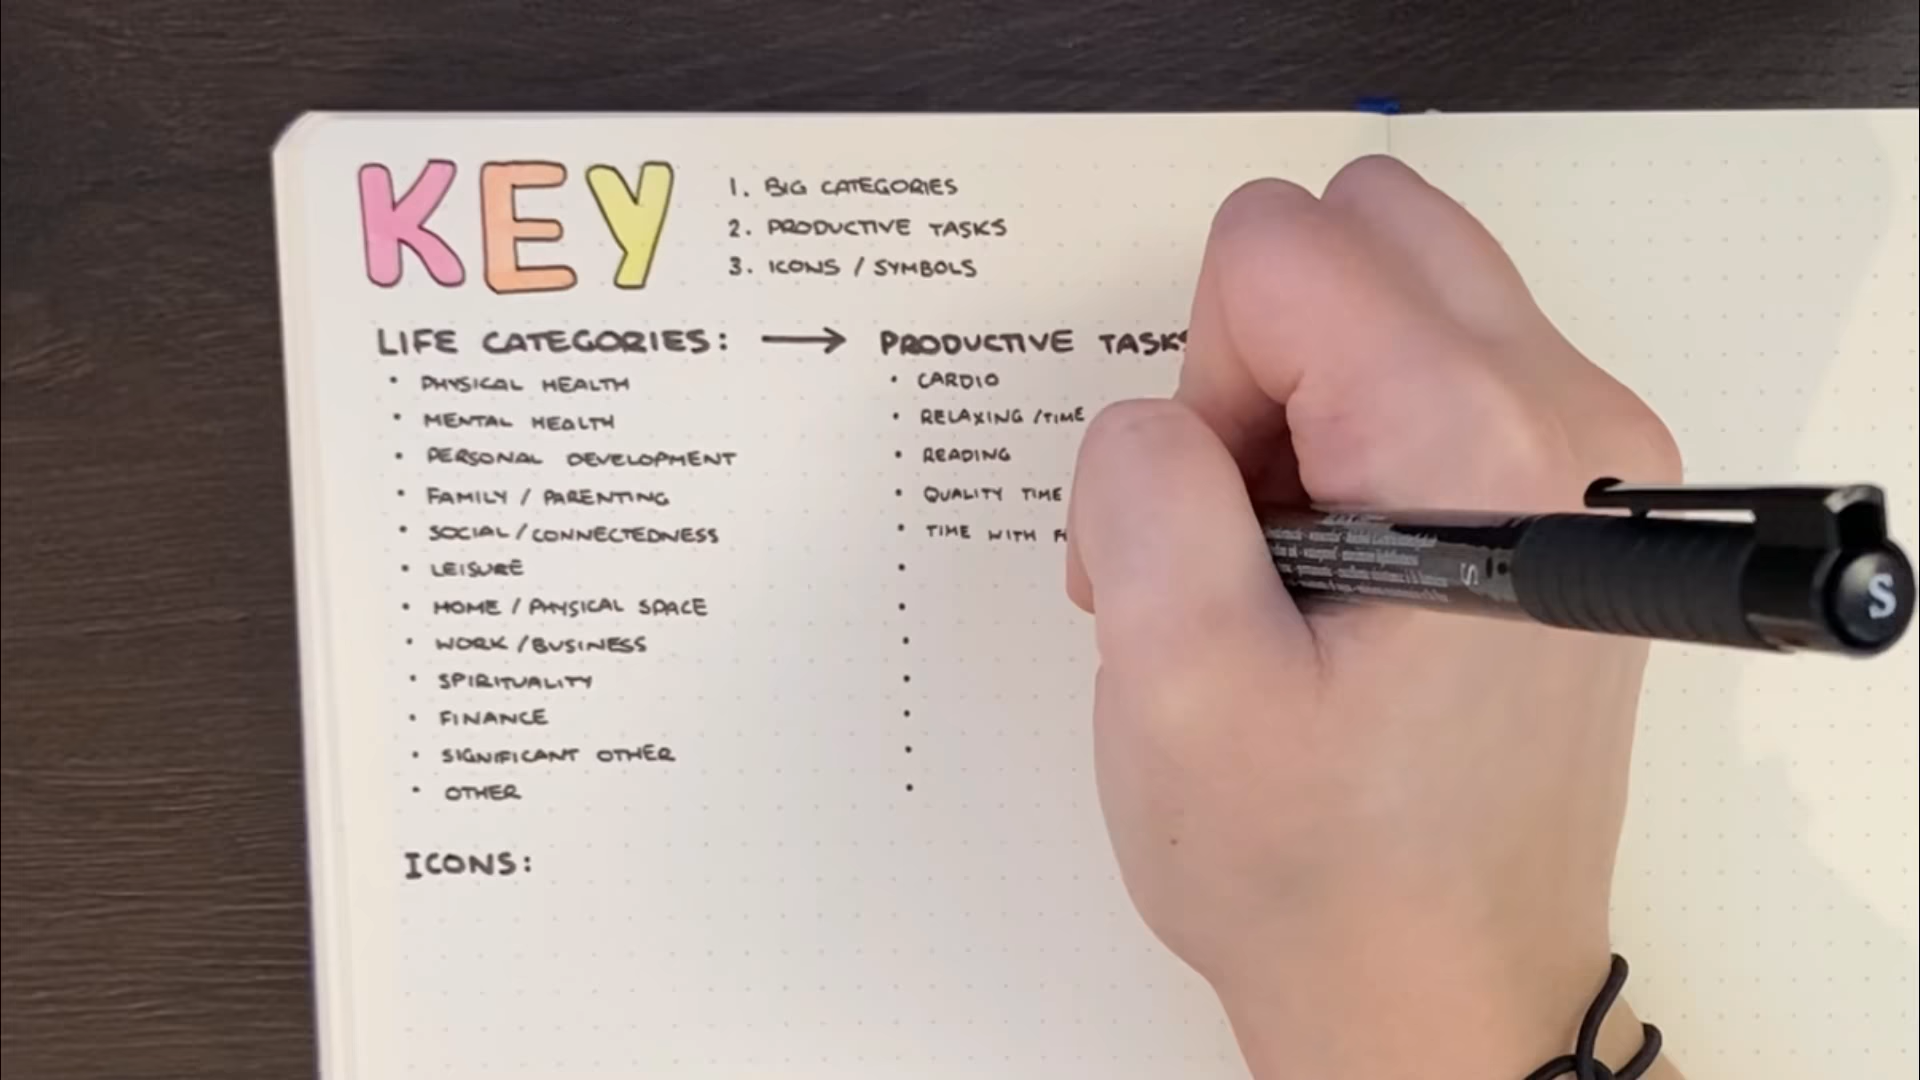 KEY
1. BIG CATEGORIES
2. PRODUCTIVE TASKS
3. ICONS / SYMBOLS
LIFE CATEGORIES: → PRODUCTIVE TASKS
• PHYSICAL HEALTH
• MENTAL HEALTH
• PERSONAL DEVELOPMENT
• FAMILY / PARENTING
• SOCIAL / CONNECTEDNESS
• LEISURE
• HOME / PHYSICAL SPACE
• WORK / BUSINESS
• SPIRITUALITY
• FINANCE
• SIGNIFICANT OTHER
• OTHER
• CARDIO
• RELAXING / TIME
• READING
• QUALITY TIME
• TIME WITH
ICONS:
S
S